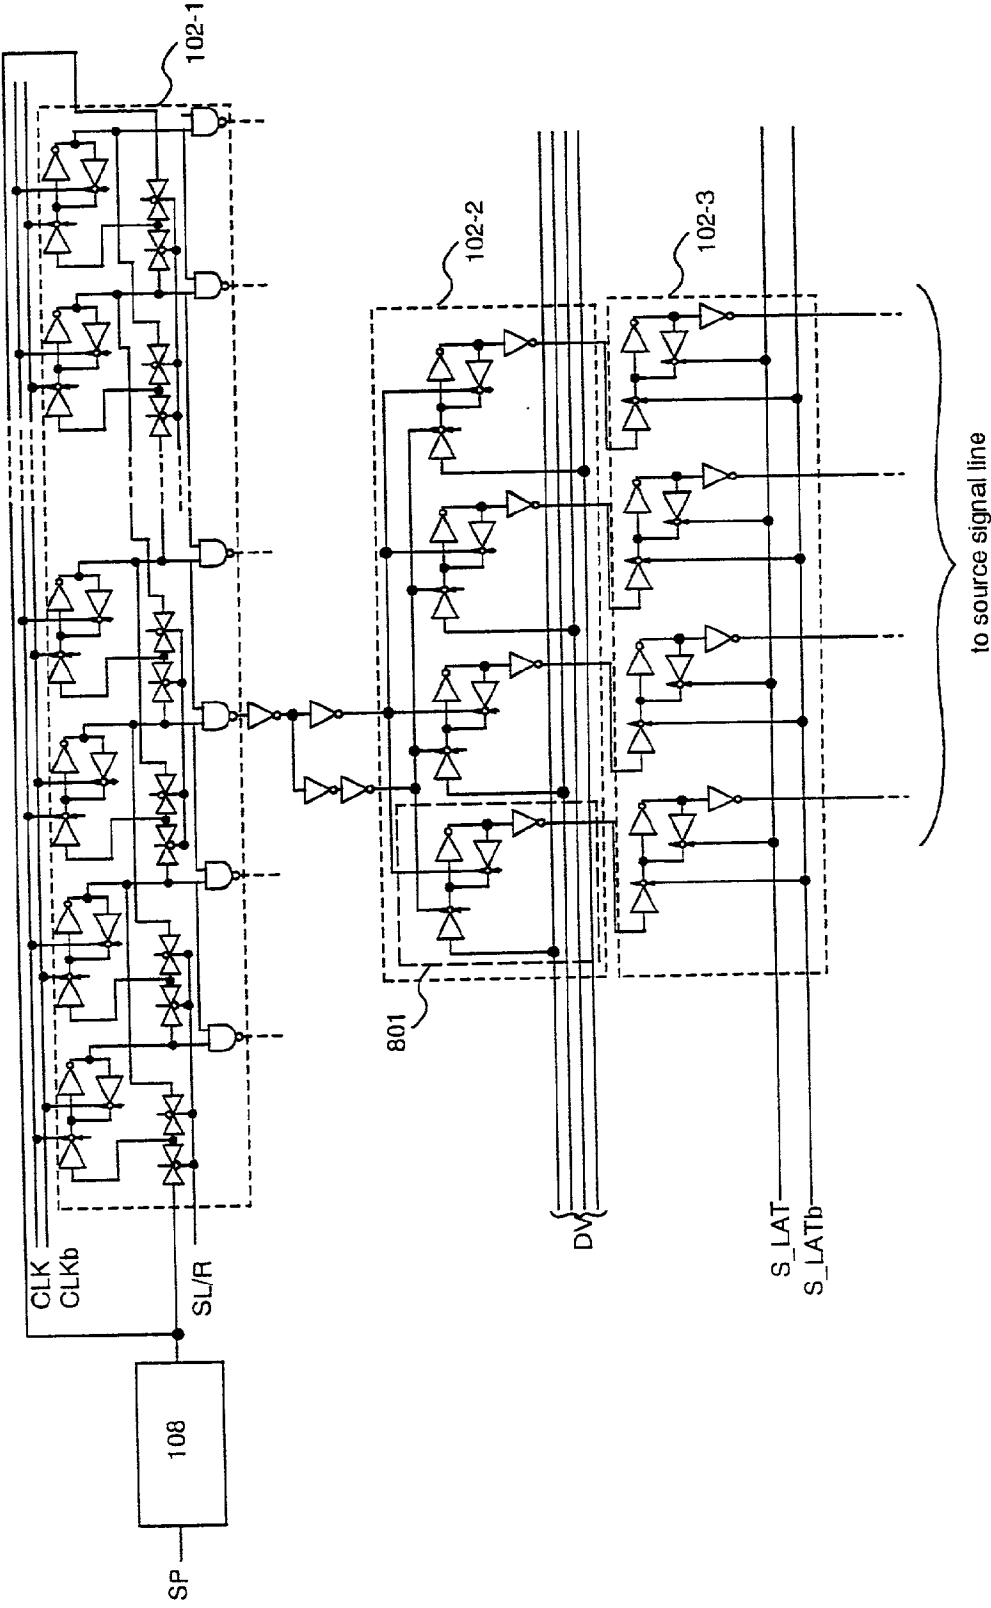 SP
108
CLK
CLKb
SL/R
102-1
102-2
801
DV
102-3
S_LAT
S_LATb
to source signal line